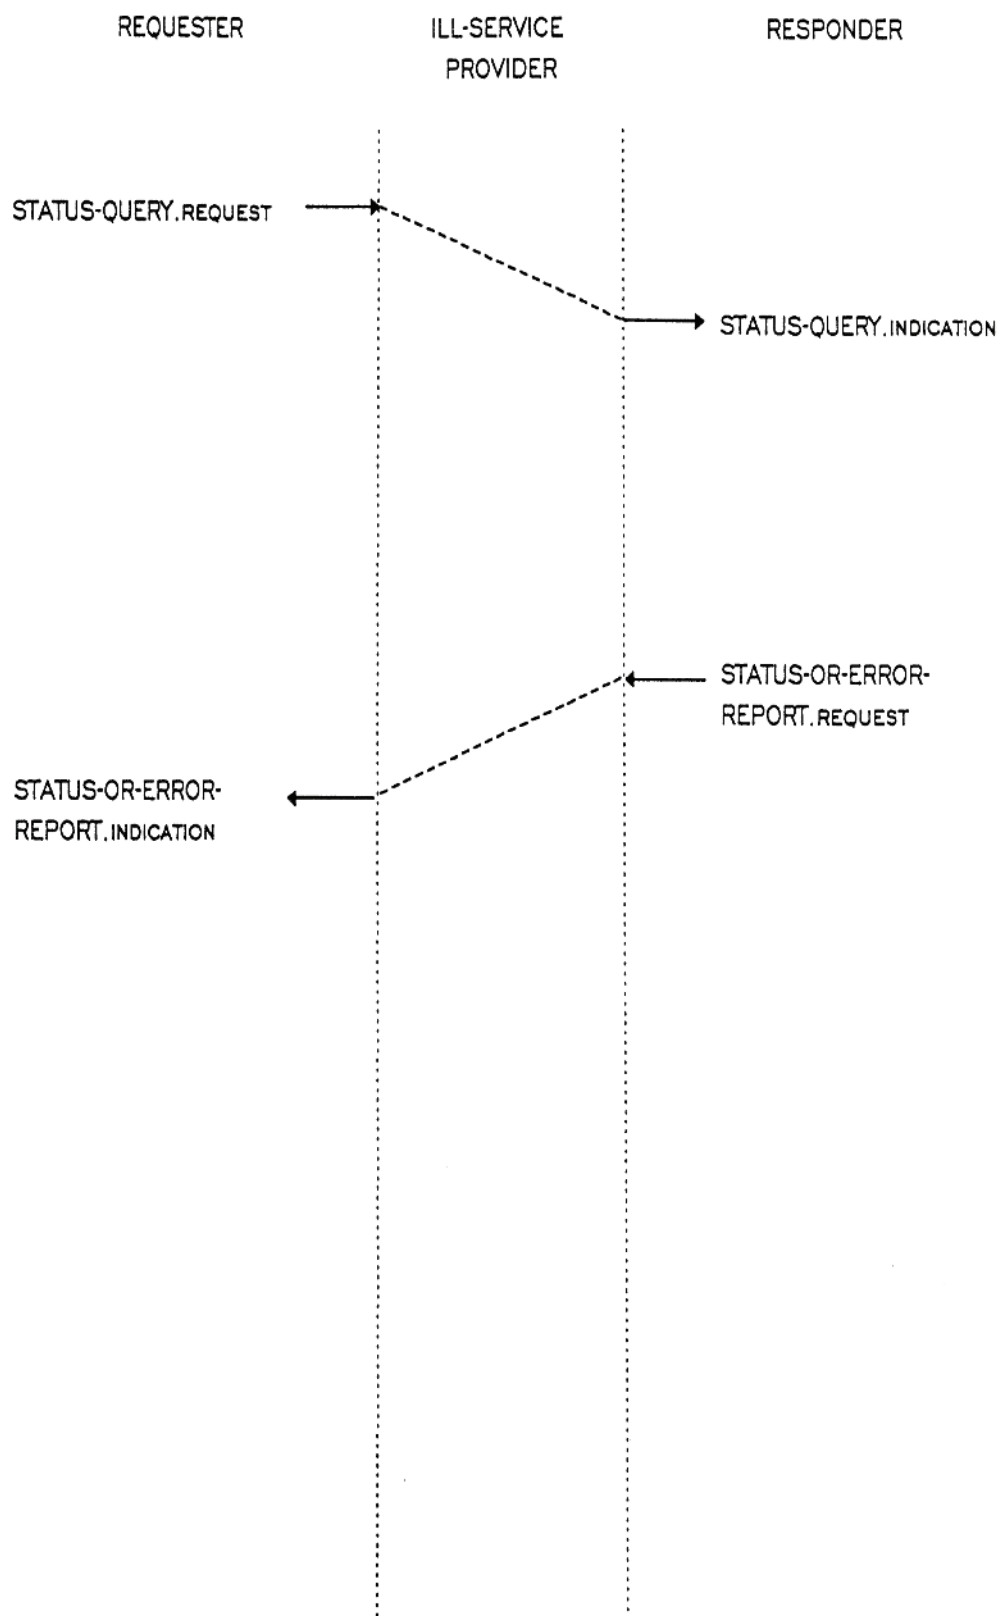 REQUESTER
ILL-SERVICE
PROVIDER
RESPONDER
STATUS-QUERY.REQUEST
STATUS-QUERY.INDICATION
STATUS-OR-ERROR-
REPORT.REQUEST
STATUS-OR-ERROR-
REPORT.INDICATION